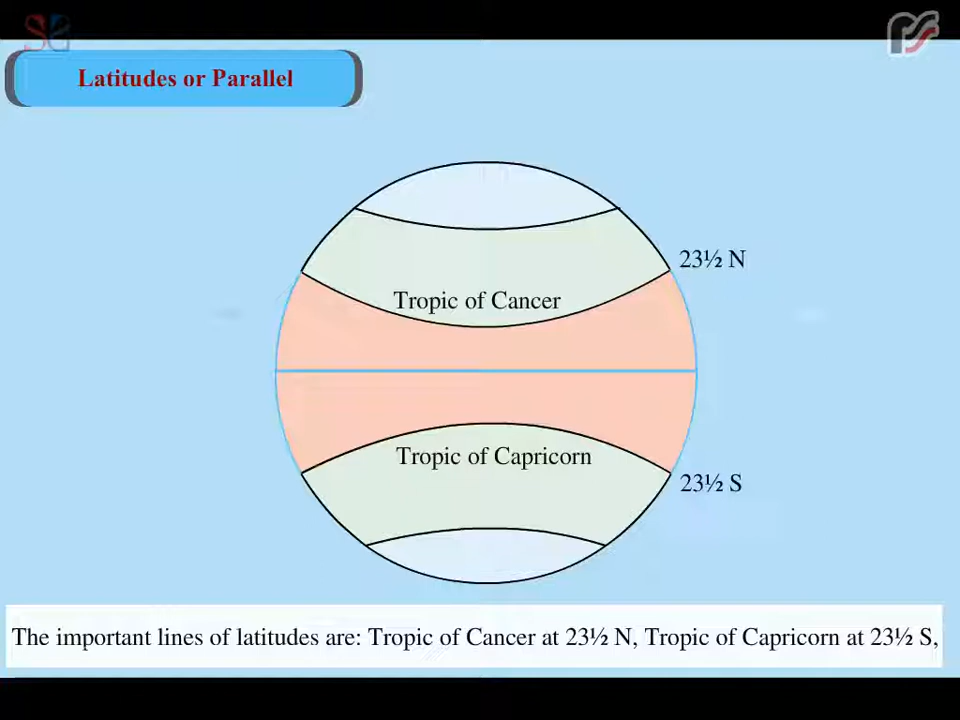 Latitudes or Parallel
23½ N
Tropic of Cancer
Tropic of Capricorn
23½ S
The important lines of latitudes are: Tropic of Cancer at 23½ N, Tropic of Capricorn at 23½ S,